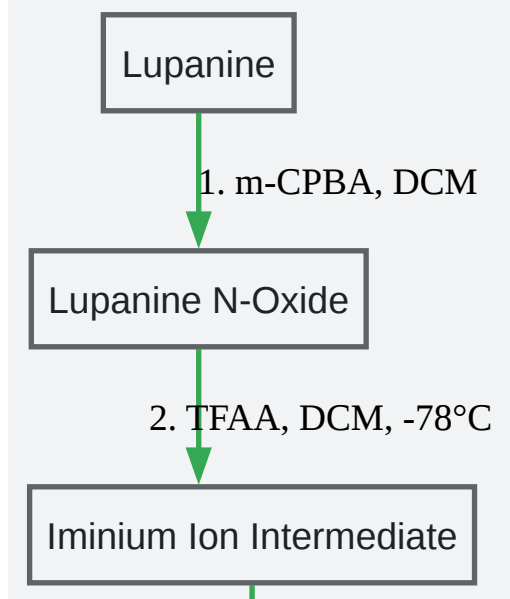 Lupanine
1. m-CPBA, DCM
Lupanine N-Oxide
2. TFAA, DCM, -78°C
Iminium Ion Intermediate